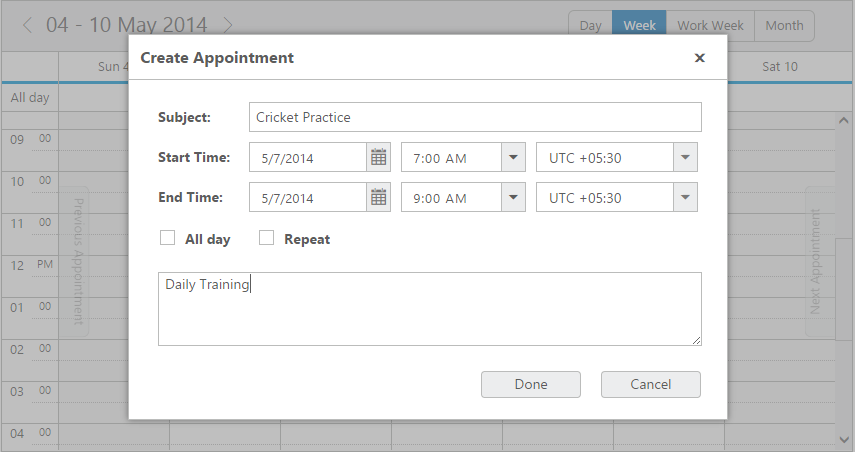 04 - 10 May 2014 Day Week Work Week Month
Create Appointment
Sun 4 Sat 10
All day
Subject: Cricket Practice
Start Time: 5/7/2014 7:00 AM UTC +05:30
End Time: 5/7/2014 9:00 AM UTC +05:30
All day Repeat
Daily Training
Done Cancel
09 00
10 00
11 00
12 PM
01 00
02 00
03 00
04 00
Previous Appointment
Next Appointment